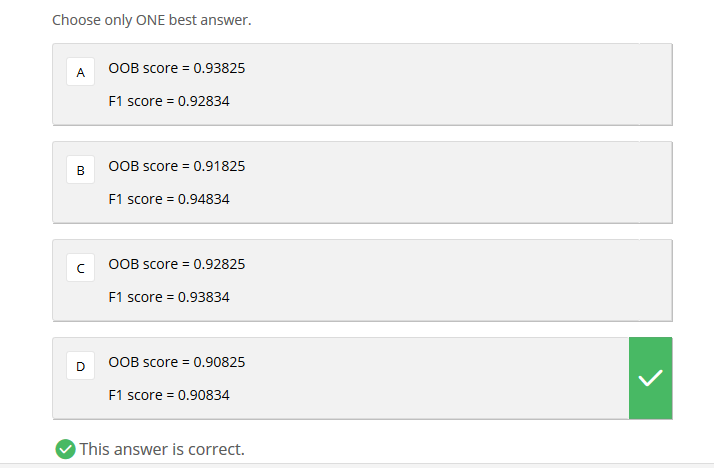 Choose only ONE best answer.
A
OOB score = 0.93825
F1 score = 0.92834
B
OOB score = 0.91825
F1 score = 0.94834
C
OOB score = 0.92825
F1 score = 0.93834
D
OOB score = 0.90825
F1 score = 0.90834
This answer is correct.